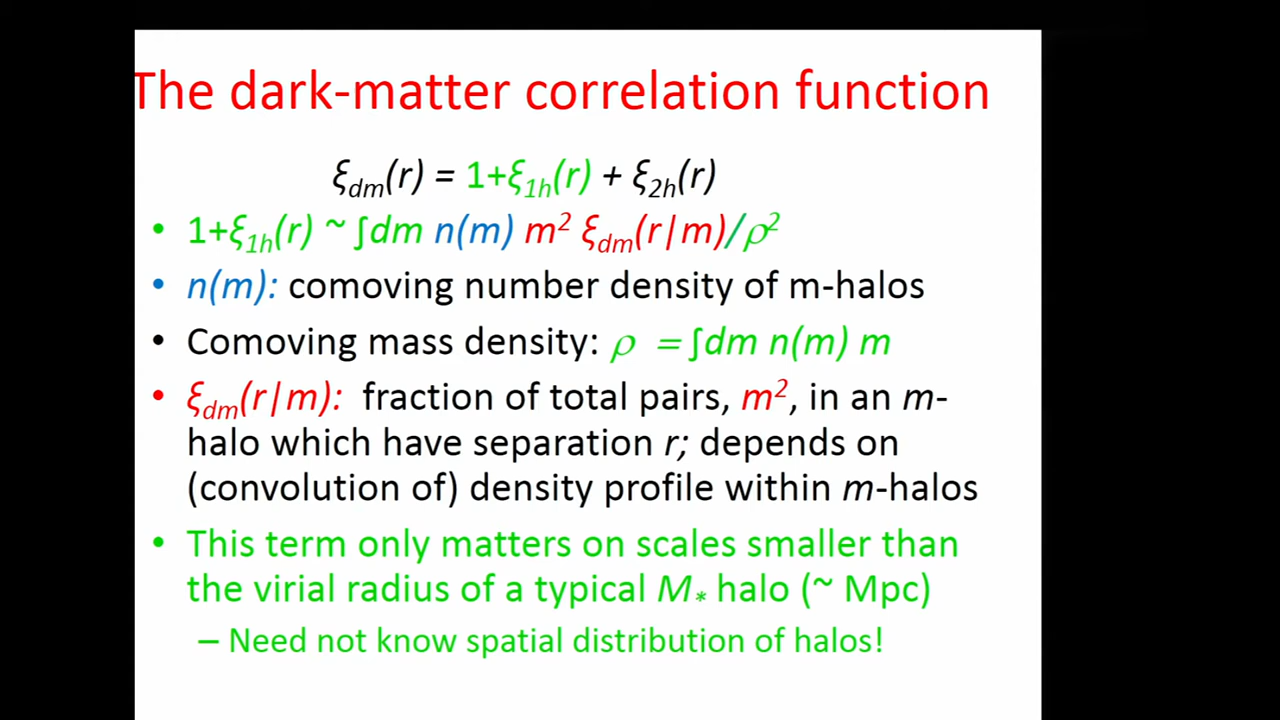 The dark-matter correlation function
ξdm(r) = 1+ξ1h(r) + ξ2h(r)
• 1+ξ1h(r) ~ ∫dm n(m) m² ξdm(r|m)/ρ²
• n(m): comoving number density of m-halos
• Comoving mass density: ρ = ∫dm n(m) m
• ξdm(r|m): fraction of total pairs, m², in an m-
halo which have separation r; depends on
(convolution of) density profile within m-halos
• This term only matters on scales smaller than
the virial radius of a typical M* halo (~ Mpc)
– Need not know spatial distribution of halos!